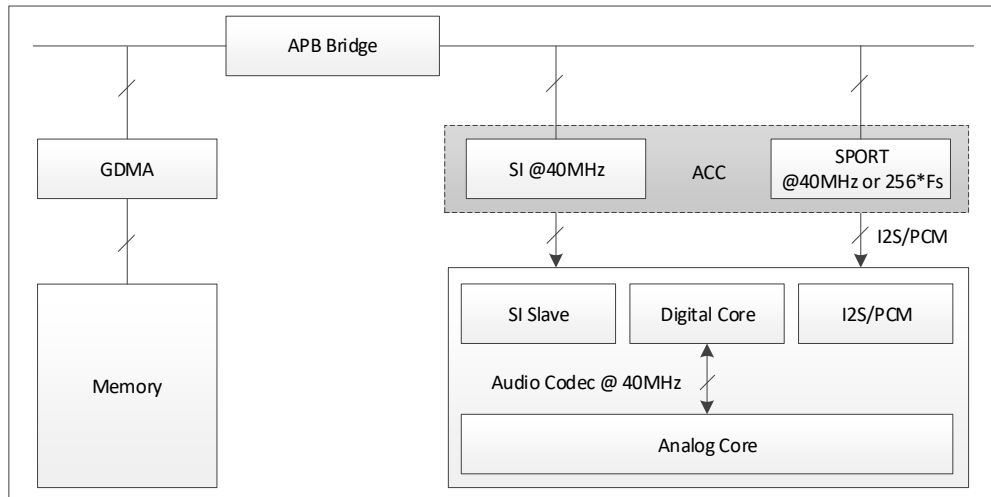 APB Bridge
GDMA
SI @40MHz
ACC
SPORT
@40MHz or 256*Fs
I2S/PCM
Memory
SI Slave
Digital Core
I2S/PCM
Audio Codec @ 40MHz
Analog Core